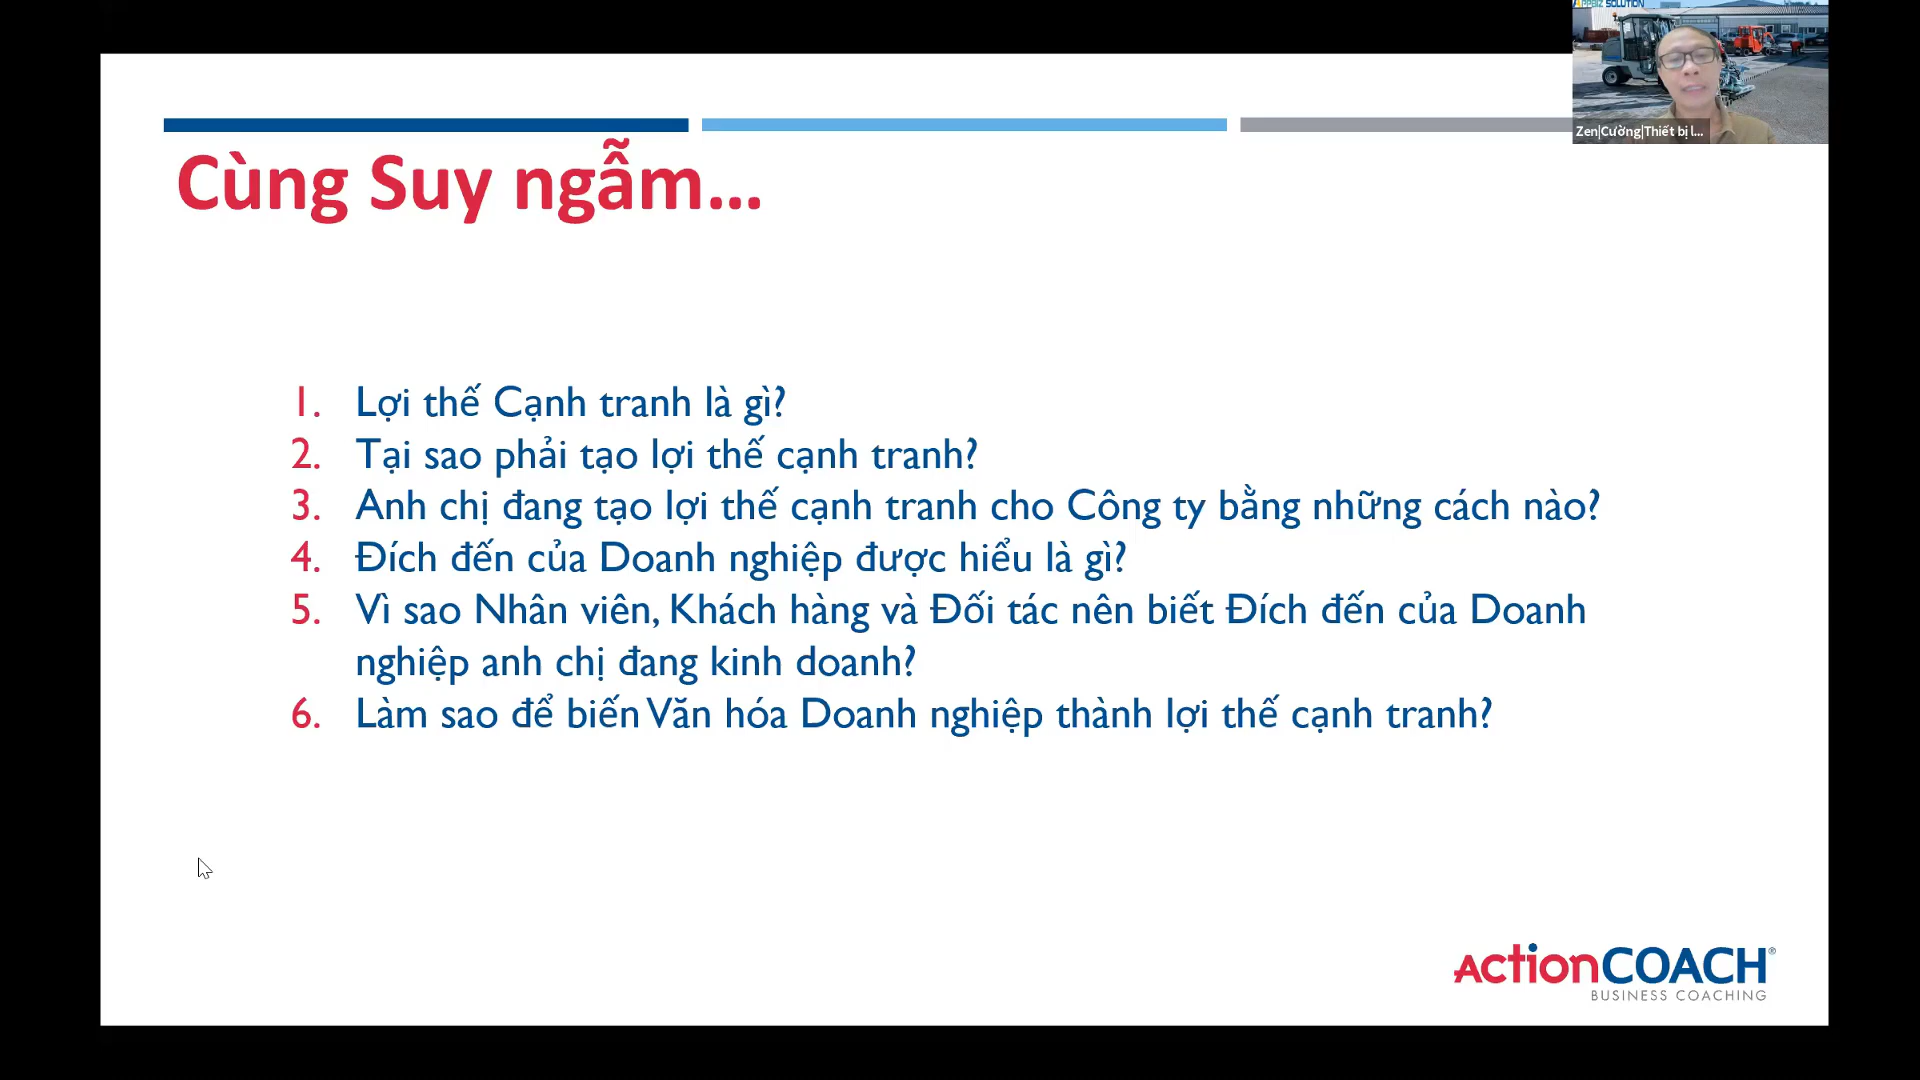 APPBIZ SOLUTION
Zen|Cường|Thiết bị l...
Cùng Suy ngẫm...
1. Lợi thế Cạnh tranh là gì?
2. Tại sao phải tạo lợi thế cạnh tranh?
3. Anh chị đang tạo lợi thế cạnh tranh cho Công ty bằng những cách nào?
4. Đích đến của Doanh nghiệp được hiểu là gì?
5. Vì sao Nhân viên, Khách hàng và Đối tác nên biết Đích đến của Doanh
nghiệp anh chị đang kinh doanh?
6. Làm sao để biến Văn hóa Doanh nghiệp thành lợi thế cạnh tranh?
ActionCOACH®
BUSINESS COACHING